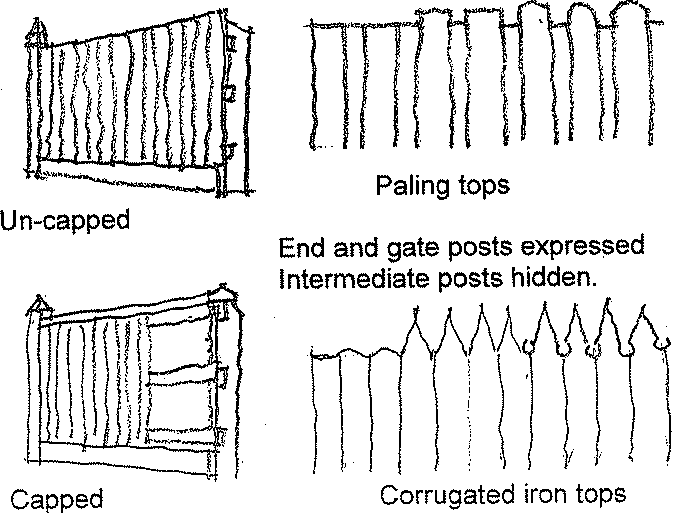 Paling tops
Un-capped
End and gate posts expressed
Intermediate posts hidden.
Capped
Corrugated iron tops